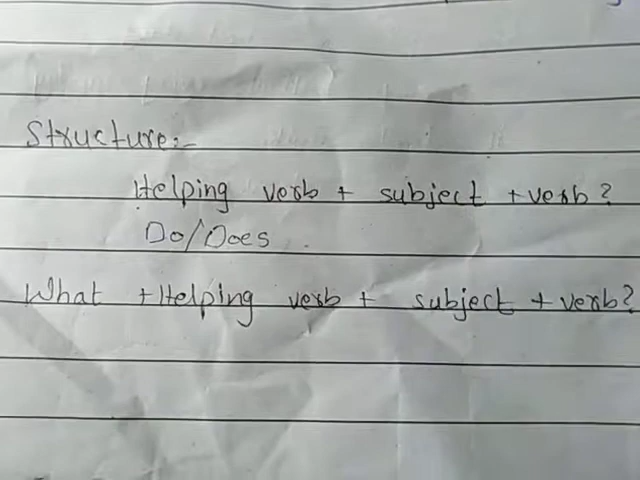 Structure:-
Helping verb + subject + verb?
Do/Does
What + Helping verb + subject + verb?